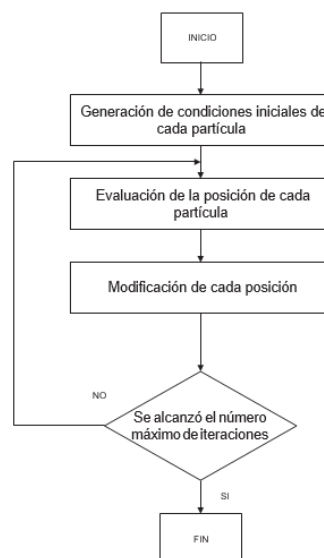 INICIO
Generación de condiciones iniciales de
cada partícula
Evaluación de la posición de cada
partícula
Modificación de cada posición
NO
Se alcanzó el número
máximo de iteraciones
SI
FIN